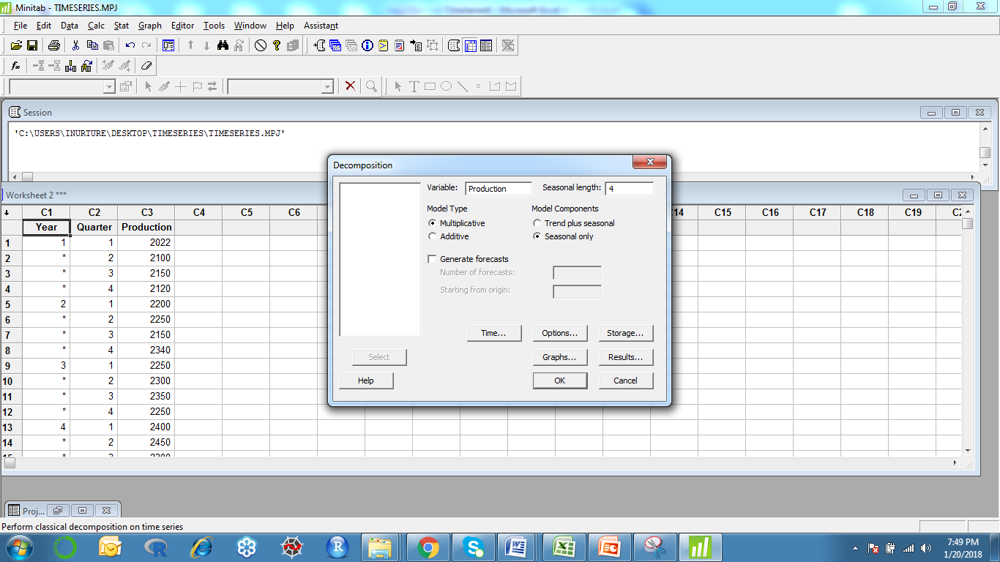 Minitab - TIMESERIES.MPJ
File Edit Data Calc Stat Graph Editor Tools Window Help Assistant
Session
'C:\USERS\INURTURE\DESKTOP\TIMESERIES\TIMESERIES.MPJ'
Decomposition
Variable: Production Seasonal length: 4
Model Type Model Components
Multiplicative Trend plus seasonal
Additive Seasonal only
Generate forecasts
Number of forecasts:
Starting from origin:
Time... Options... Storage...
Select Graphs... Results...
Help OK Cancel
Worksheet 2 ***
C1 C2 C3 C4 C5 C6 C14 C15 C16 C17 C18 C19
Year Quarter Production
1 1 1 2022
2 * 2 2100
3 * 3 2150
4 * 4 2120
5 2 1 2200
6 * 2 2250
7 * 3 2150
8 * 4 2340
9 3 1 2250
10 * 2 2300
11 * 3 2350
12 * 4 2250
13 4 1 2400
14 * 2 2450
Proj...
Perform classical decomposition on time series
7:49 PM
1/20/2018